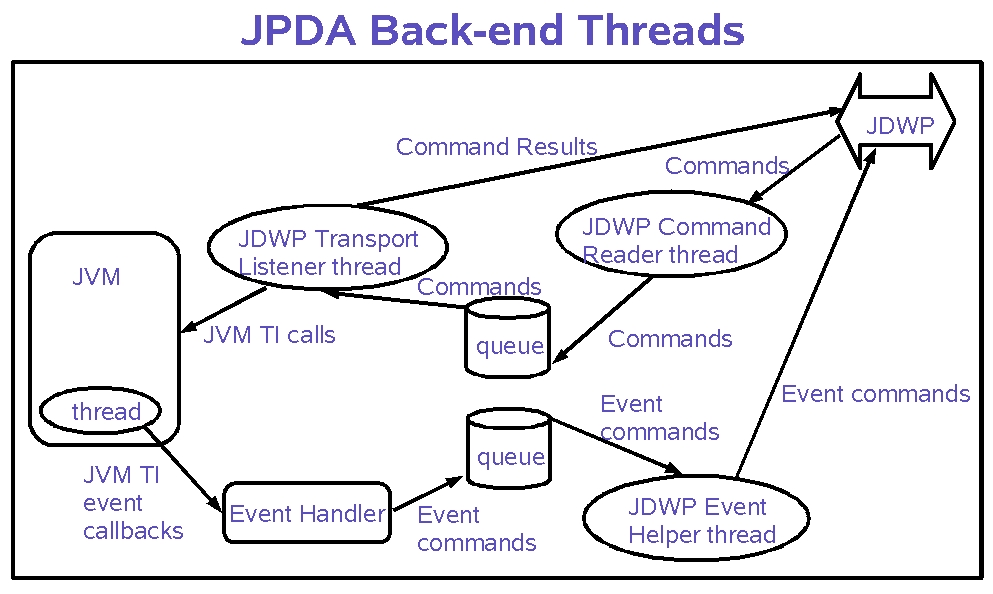 JPDA Back-end Threads
JDWP
Command Results
Commands
JDWP Transport
Listener thread
JDWP Command
Reader thread
JVM
Commands
JVM TI calls
queue
Commands
thread
Event
commands
Event commands
queue
JVM TI
event
callbacks
Event Handler
Event
commands
JDWP Event
Helper thread